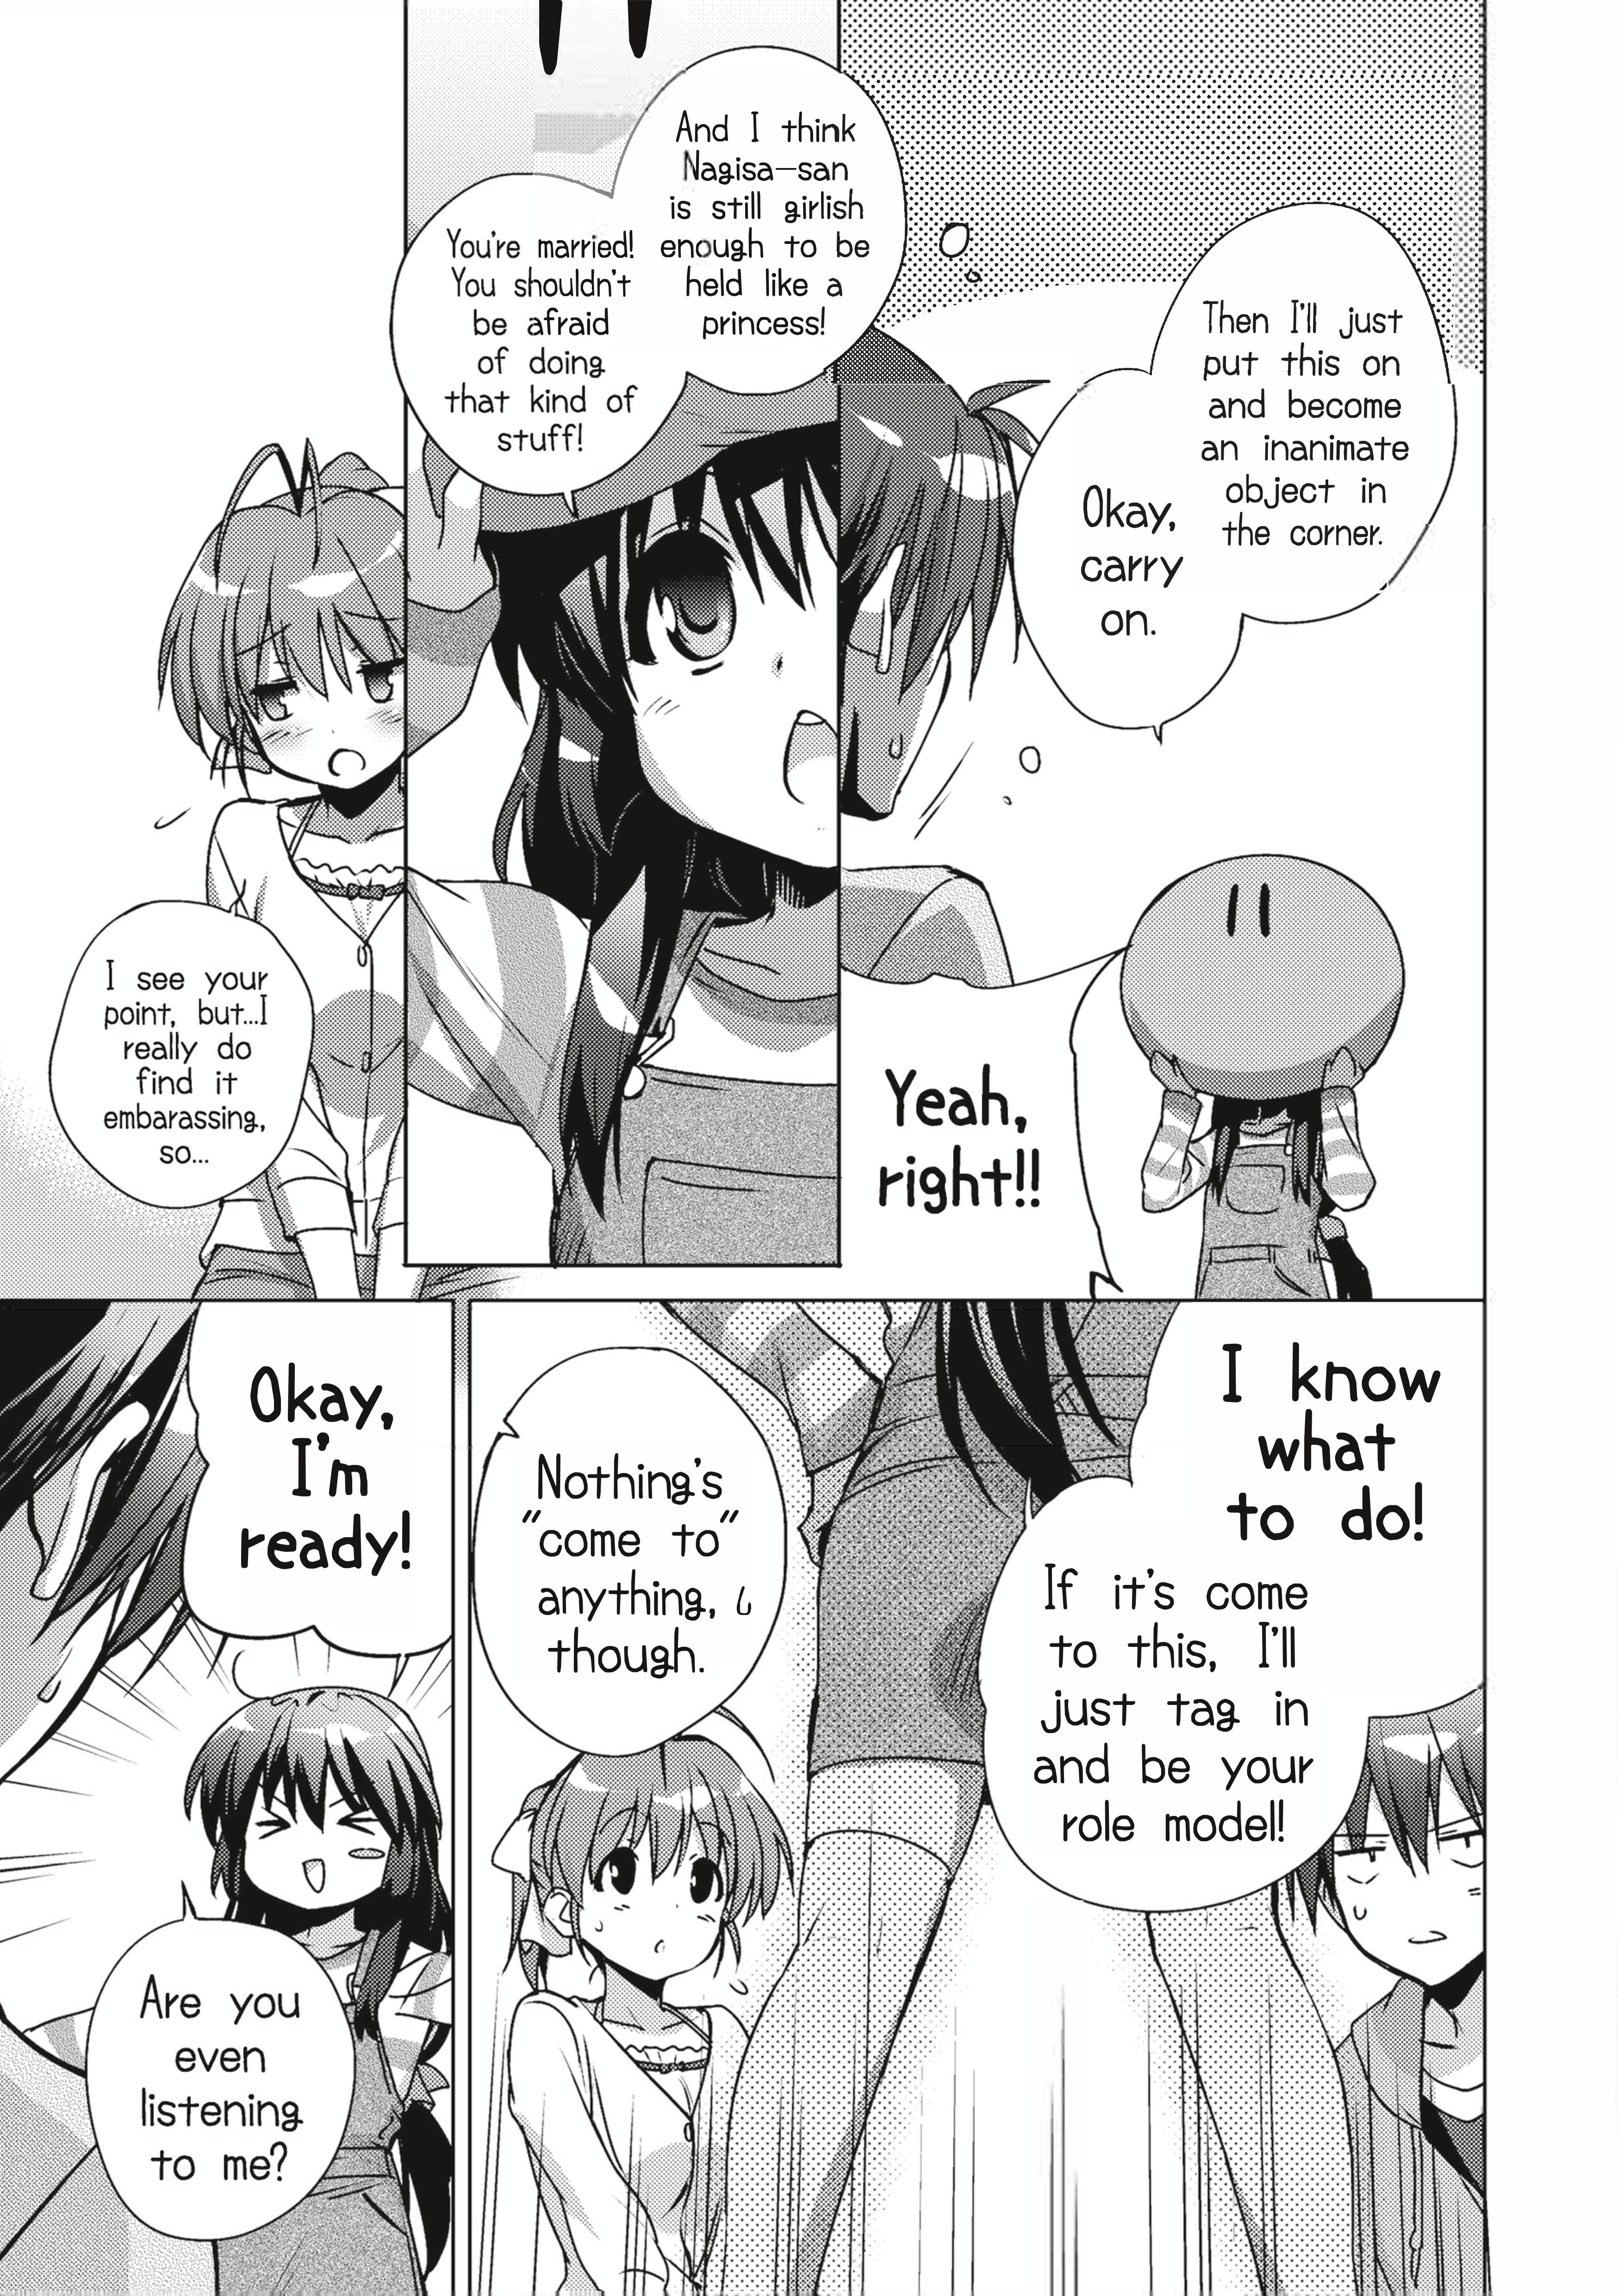 Then I'll just
put this on
and become
an inanimate
object in
the corner.
Okay,
carry
on.
Yeah,
right!!
And I think
Nagisa-san
is still girlish
enough to be
held like a
princess!
You're married!
You shouldn't
be afraid
of doing
that kind of
stuff!
I see your
point, but...I
really do
find it
embarassing,
so...
I know
what
to do!
If it's come
to this, I'll
just tag in
and be your
role model!
Nothing's
"come to"
anything,
though.
Okay,
I'm
ready!
Are you
even
listening
to me?